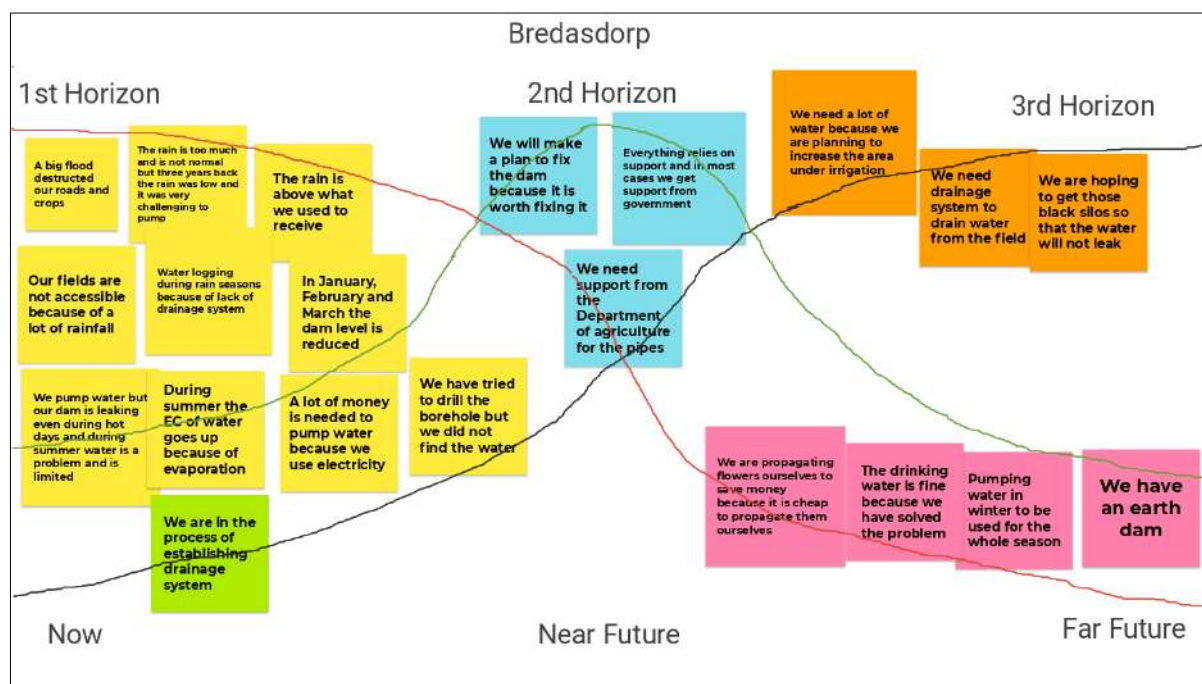 Bredasdorp
1st Horizon
2nd Horizon
3rd Horizon
A big flood
destructed
our roads and
crops
The rain is too much
and is not normal
but three years back
the rain was low and
it was very
challenging to
pump
The rain is
above what
we used to
receive
Our fields are
not accessible
because of a
lot of rainfall
Water logging
during rain seasons
because of lack of
drainage system
In January,
February and
March the
dam level is
reduced
We pump water but
our dam is leaking
even during hot
days and during
summer water is a
problem and is
limited
During
summer the
EC of water
goes up
because of
evaporation
A lot of money
is needed to
pump water
because we
use electricity
We have tried
to drill the
borehole but
we did not
find the water
We are in the
process of
establishing
drainage
system
We will make
a plan to fix
the dam
because it is
worth fixing it
Everything relies on
support and in most
cases we get
support from
government
We need
support from
the
Department
of agriculture
for the pipes
We need a lot of
water because we
are planning to
increase the area
under irrigation
We need
drainage
system to
drain water
from the field
We are hoping
to get those
black silos so
that the water
will not leak
We are propagating
flowers ourselves to
save money
because it is cheap
to propagate them
ourselves
The drinking
water is fine
because we
have solved
the problem
Pumping
water in
winter to be
used for the
whole season
We have
an earth
dam
Now
Near Future
Far Future